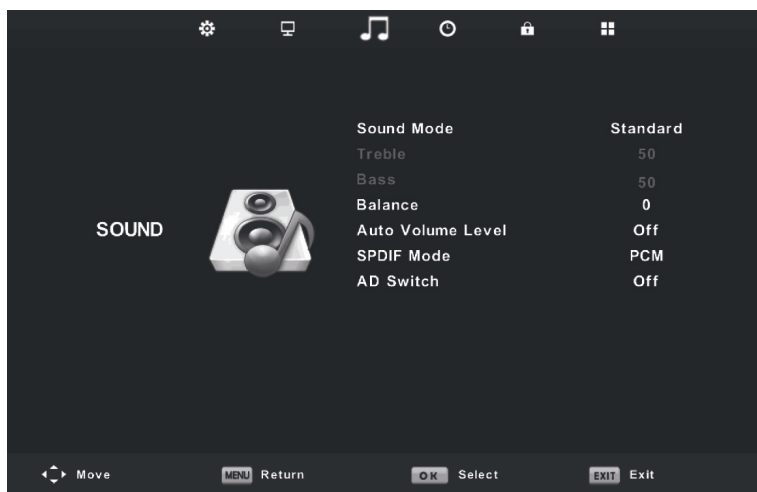 Sound Mode Standard
Treble 50
Bass 50
Balance 0
SOUND
Auto Volume Level Off
SPDIF Mode PCM
AD Switch Off
Move MENU Return OK Select EXIT Exit